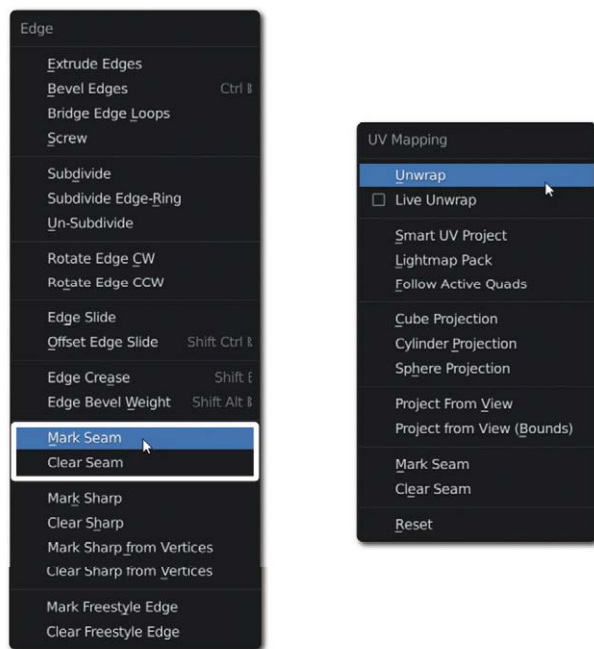 Edge
Extrude Edges
Bevel Edges Ctrl B
Bridge Edge Loops
Screw
Subdivide
Subdivide Edge-Ring
Un-Subdivide
Rotate Edge CW
Rotate Edge CCW
Edge Slide
Offset Edge Slide Shift Ctrl
Edge Crease Shift E
Edge Bevel Weight Shift Alt
Mark Seam
Clear Seam
Mark Sharp
Clear Sharp
Mark Sharp from Vertices
Clear Sharp from Vertices
Mark Freestyle Edge
Clear Freestyle Edge
UV Mapping
Unwrap
Live Unwrap
Smart UV Project
Lightmap Pack
Follow Active Quads
Cube Projection
Cylinder Projection
Sphere Projection
Project From View
Project from View (Bounds)
Mark Seam
Clear Seam
Reset